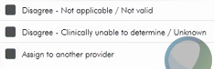 Disagree - Not applicable / Not valid
Disagree - Clinically unable to determine / Unknown
Assign to another provider